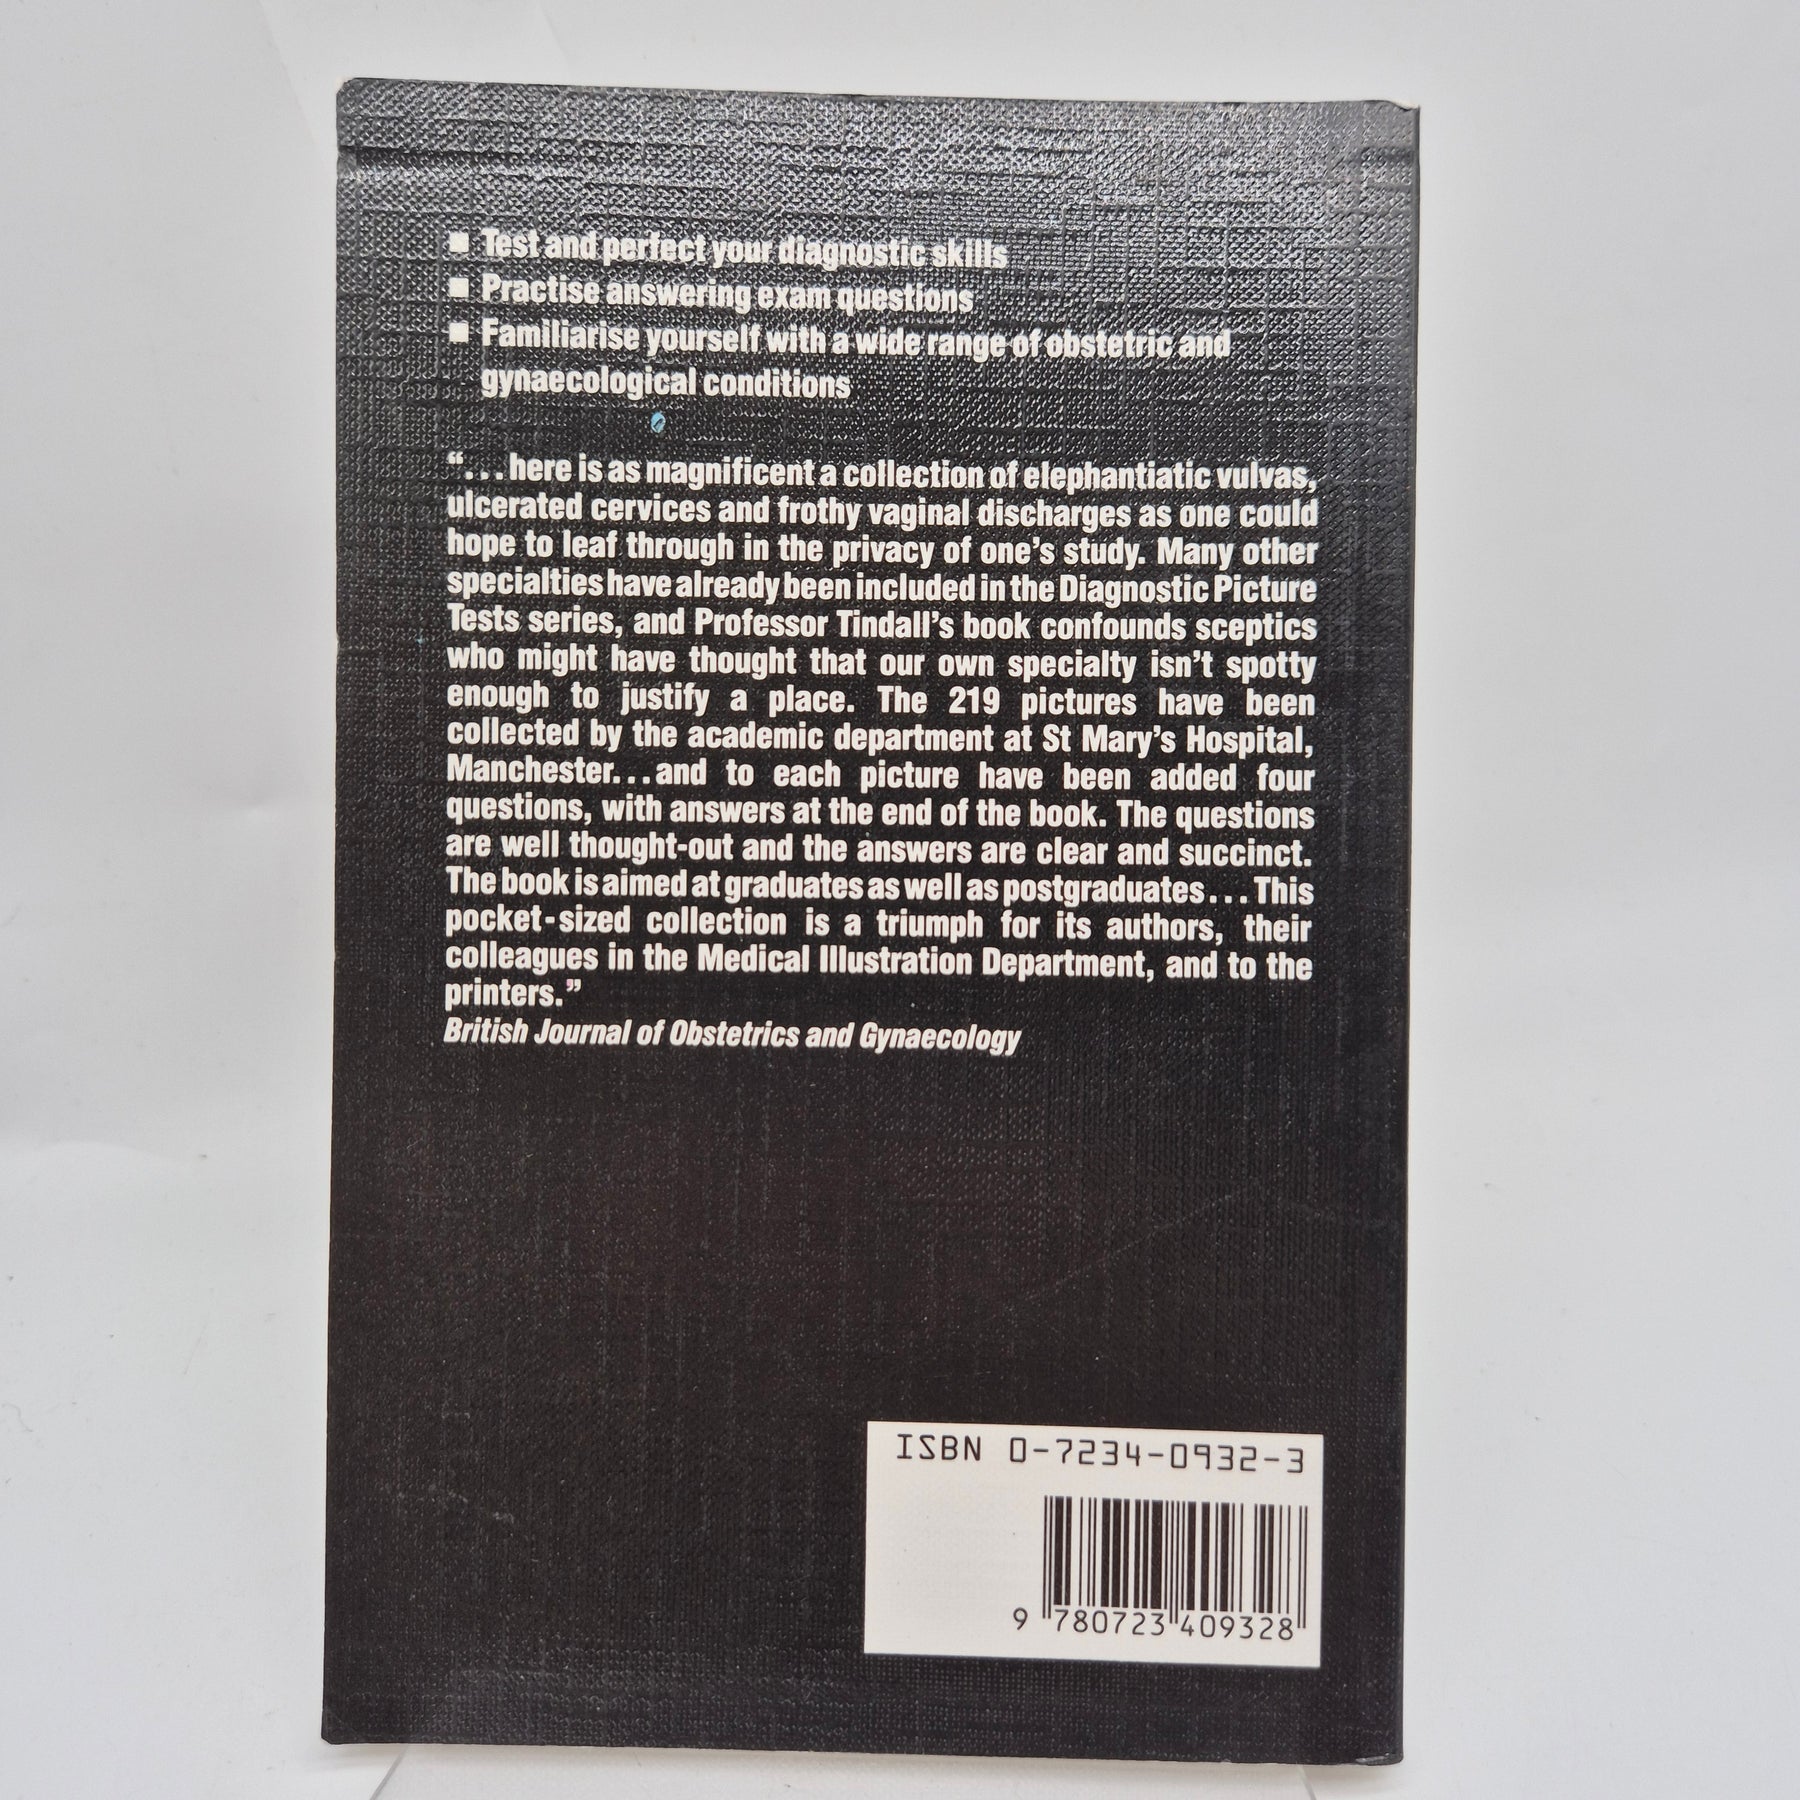 ■ Test and perfect your diagnostic skills
■ Practise answering exam questions
■ Familiarise yourself with a wide range of obstetric and
gynaecological conditions
“...here is as magnificent a collection of elephantiatic vulvas,
ulcerated cervices and frothy vaginal discharges as one could
hope to leaf through in the privacy of one’s study. Many other
specialties have already been included in the Diagnostic Picture
Tests series, and Professor Tindall’s book confounds sceptics
who might have thought that our own specialty isn’t spotty
enough to justify a place. The 219 pictures have been
collected by the academic department at St Mary’s Hospital,
Manchester...and to each picture have been added four
questions, with answers at the end of the book. The questions
are well thought-out and the answers are clear and succinct.
The book is aimed at graduates as well as postgraduates... This
pocket-sized collection is a triumph for its authors, their
colleagues in the Medical Illustration Department, and to the
printers.”
British Journal of Obstetrics and Gynaecology
ISBN 0-7234-0932-3
9 780723 409328